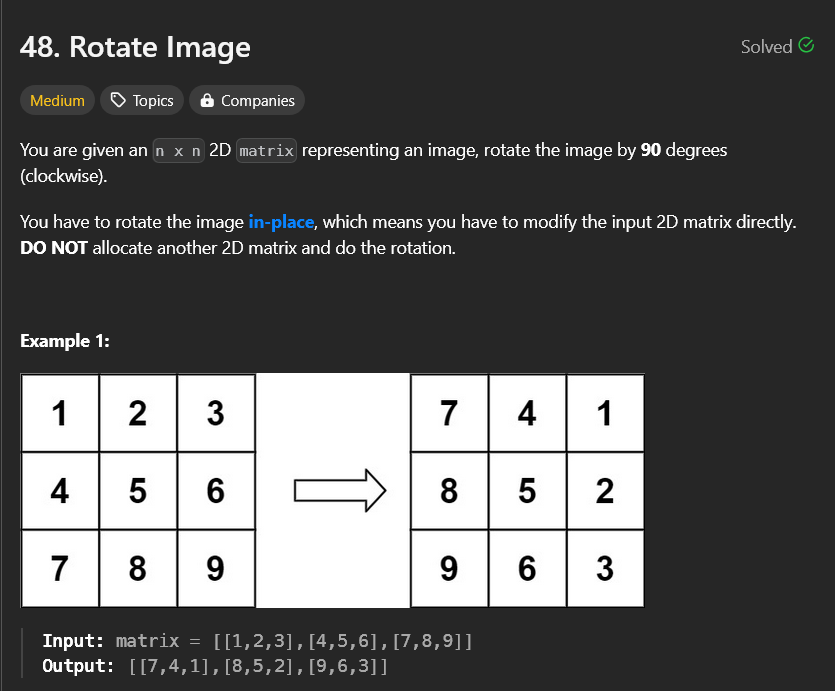 48. Rotate Image
Solved
Medium Topics Companies
You are given an n x n 2D matrix representing an image, rotate the image by 90 degrees
(clockwise).
You have to rotate the image in-place, which means you have to modify the input 2D matrix directly.
DO NOT allocate another 2D matrix and do the rotation.
Example 1:
1 2 3 7 4 1
4 5 6 8 5 2
7 8 9 9 6 3
Input: matrix = [[1,2,3],[4,5,6],[7,8,9]]
Output: [[7,4,1],[8,5,2],[9,6,3]]